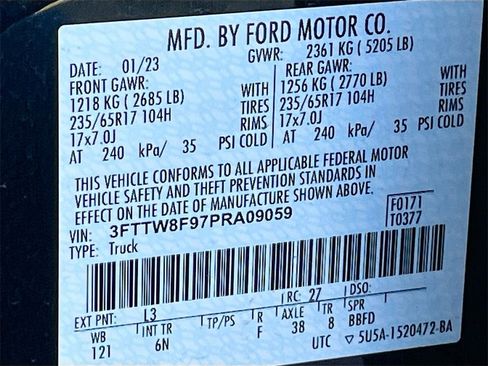 MFD. BY FORD MOTOR CO.
DATE: 01/23 GVWR: 2361 KG (5205 LB)
FRONT GAWR: REAR GAWR:
1218 KG (2685 LB) WITH 1256 KG (2770 LB) WITH
235/65R17 104H TIRES 235/65R17 104H TIRES
17x7.0J RIMS 17x7.0J RIMS
AT 240 kPa/ 35 PSI COLD AT 240 kPa/ 35 PSI COLD
THIS VEHICLE CONFORMS TO ALL APPLICABLE FEDERAL MOTOR
VEHICLE SAFETY AND THEFT PREVENTION STANDARDS IN
EFFECT ON THE DATE OF MANUFACTURE SHOWN ABOVE.
VIN: 3FTTW8F97PRA09059 F0171
TYPE: Truck T0377
EXT PNT: L3 RC: 27 DSO:
WB INT TR TP/PS R AXLE TR SPR
121 6N F 38 8 BBFD
UTC ▽ 5U5A-1520472-BA